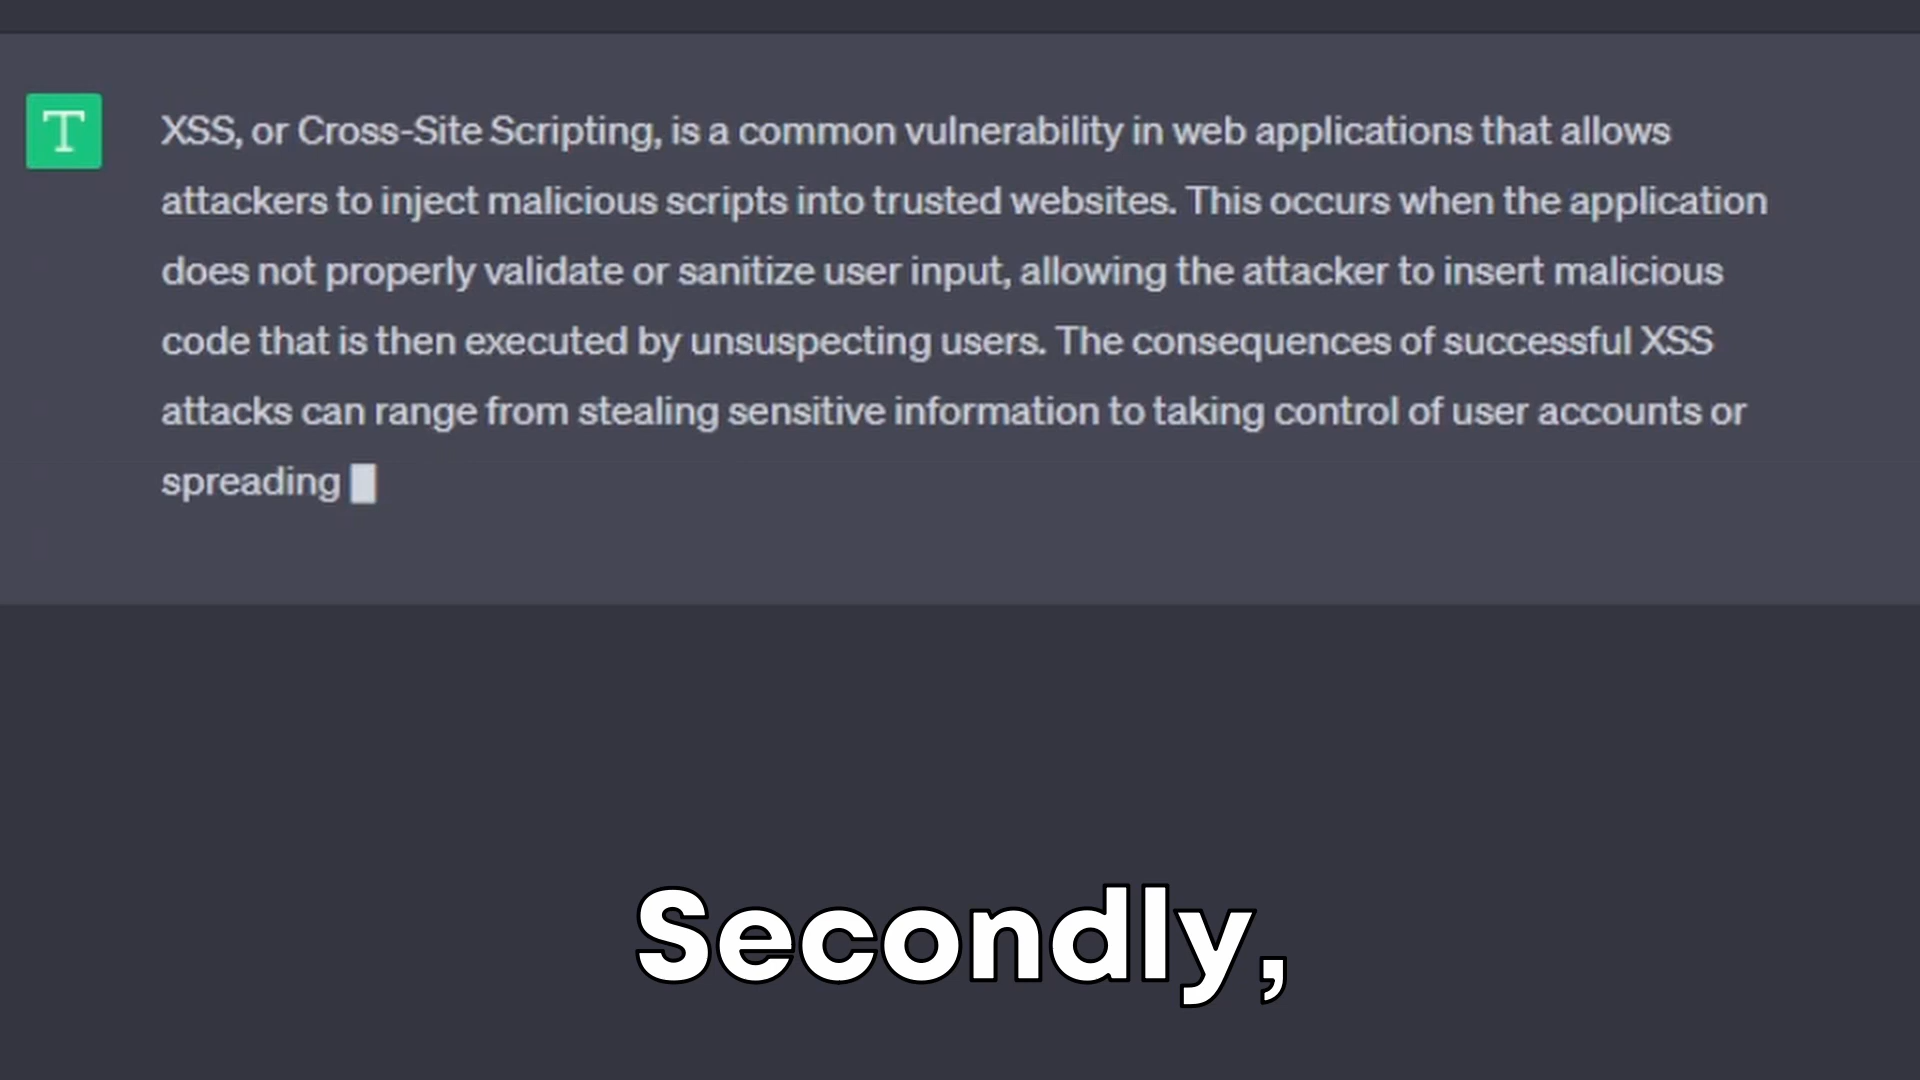 T
XSS, or Cross-Site Scripting, is a common vulnerability in web applications that allows
attackers to inject malicious scripts into trusted websites. This occurs when the application
does not properly validate or sanitize user input, allowing the attacker to insert malicious
code that is then executed by unsuspecting users. The consequences of successful XSS
attacks can range from stealing sensitive information to taking control of user accounts or
spreading
Secondly,